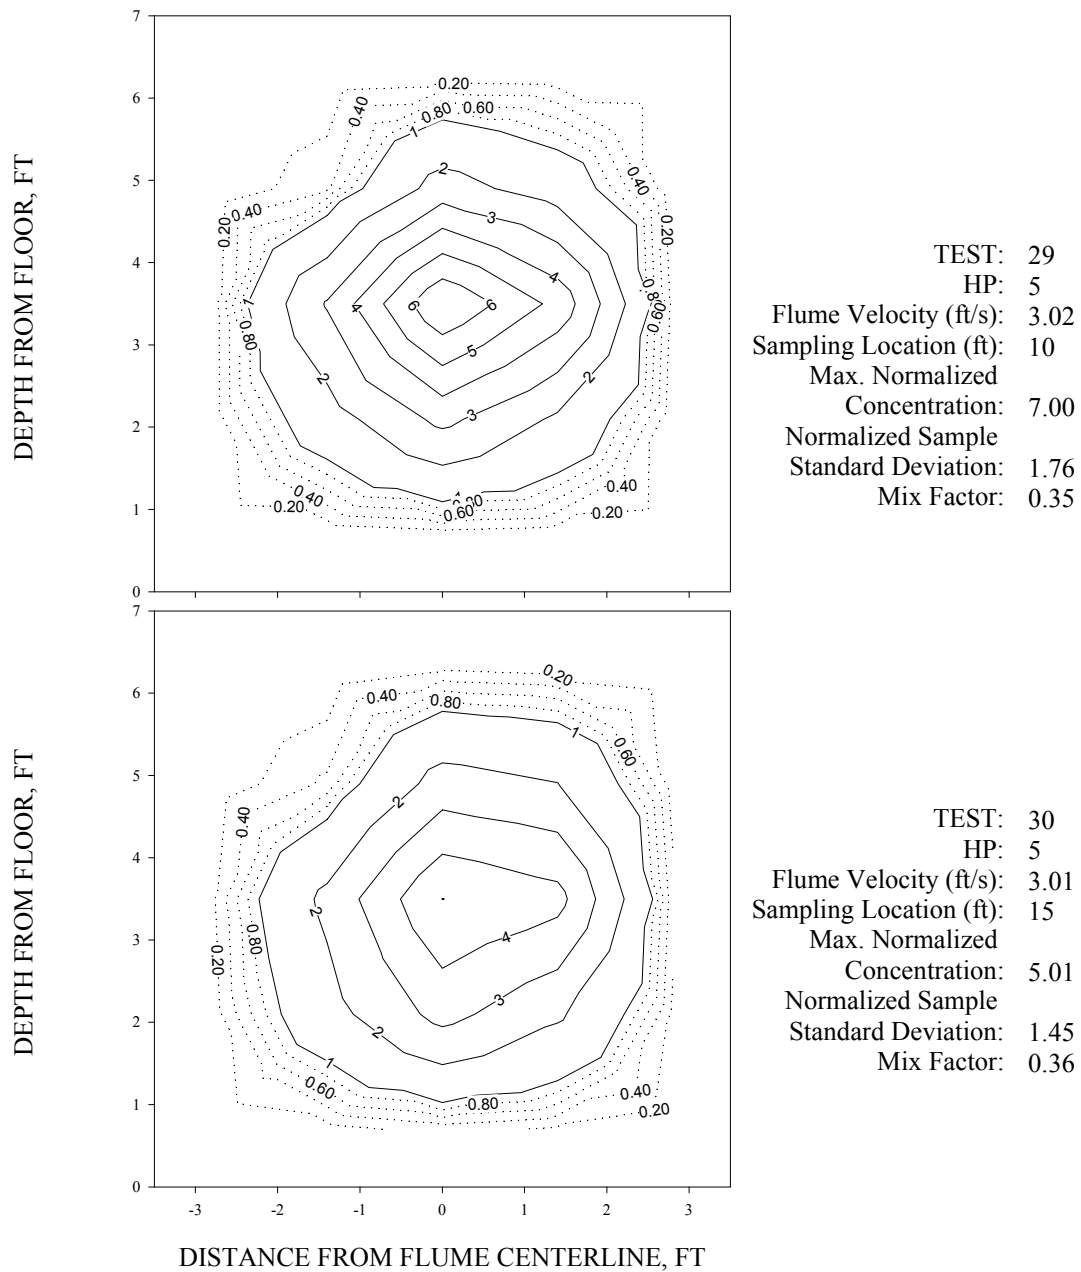 7
6
5
4
3
2
1
0
DEPTH FROM FLOOR, FT
0.20
0.40
0.80
0.60
1
2
0.40
0.40
0.20
3
0.20
4
6
6
4
1
0.80
5
2
2
3
0.40
0.40
0.20
0.60
0.20
TEST: 29
HP: 5
Flume Velocity (ft/s): 3.02
Sampling Location (ft): 10
Max. Normalized
Concentration: 7.00
Normalized Sample
Standard Deviation: 1.76
Mix Factor: 0.35
7
6
5
4
3
2
1
0
DEPTH FROM FLOOR, FT
0.20
0.40
0.80
1
0.60
2
0.40
2
4
0.80
0.20
3
2
1
0.60
0.80
0.40
0.20
TEST: 30
HP: 5
Flume Velocity (ft/s): 3.01
Sampling Location (ft): 15
Max. Normalized
Concentration: 5.01
Normalized Sample
Standard Deviation: 1.45
Mix Factor: 0.36
-3 -2 -1 0 1 2 3
DISTANCE FROM FLUME CENTERLINE, FT